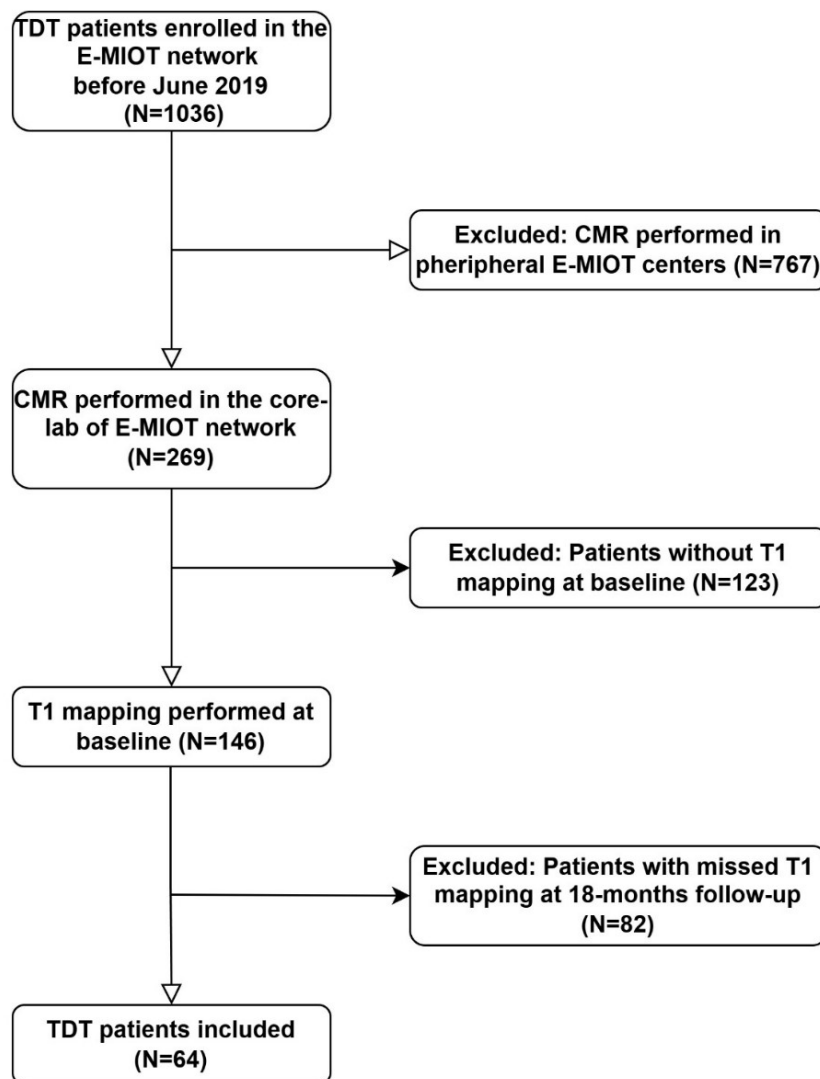 TDT patients enrolled in the
E-MIOT network
before June 2019
(N=1036)
Excluded: CMR performed in
pheripheral E-MIOT centers (N=767)
CMR performed in the core-
lab of E-MIOT network
(N=269)
Excluded: Patients without T1
mapping at baseline (N=123)
T1 mapping performed at
baseline (N=146)
Excluded: Patients with missed T1
mapping at 18-months follow-up
(N=82)
TDT patients included
(N=64)